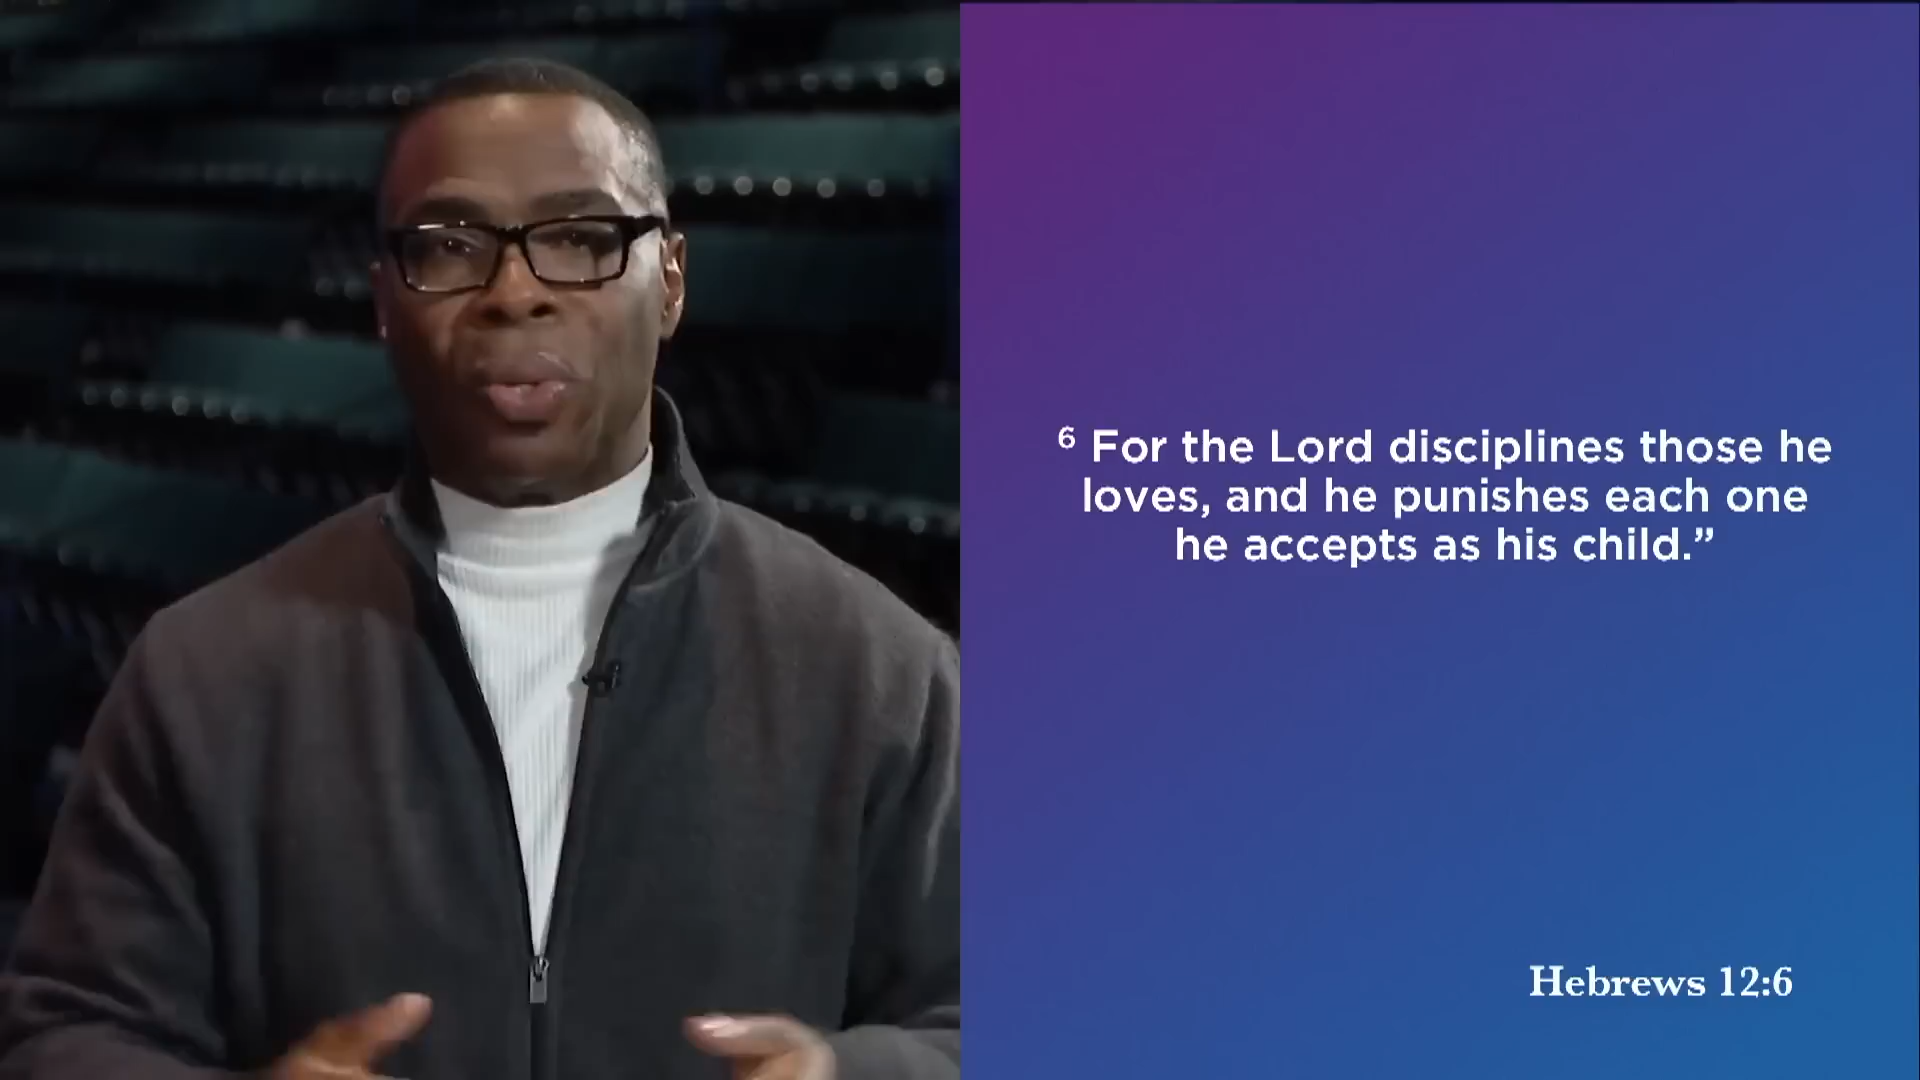 ⁶ For the Lord disciplines those he
loves, and he punishes each one
he accepts as his child.”
Hebrews 12:6